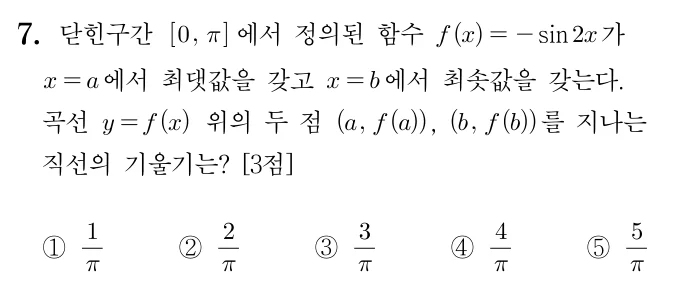 7. 닫힌구간 [0, π]에서 정의된 함수 f(x) = −sin2x가
x = a에서 최댓값을 갖고 x = b에서 최솟값을 갖는다.
곡선 y = f(x) 위의 두 점 (a, f(a)), (b, f(b))를 지나는
직선의 기울기는? [3점]
① 1/π ② 2/π ③ 3/π ④ 4/π ⑤ 5/π